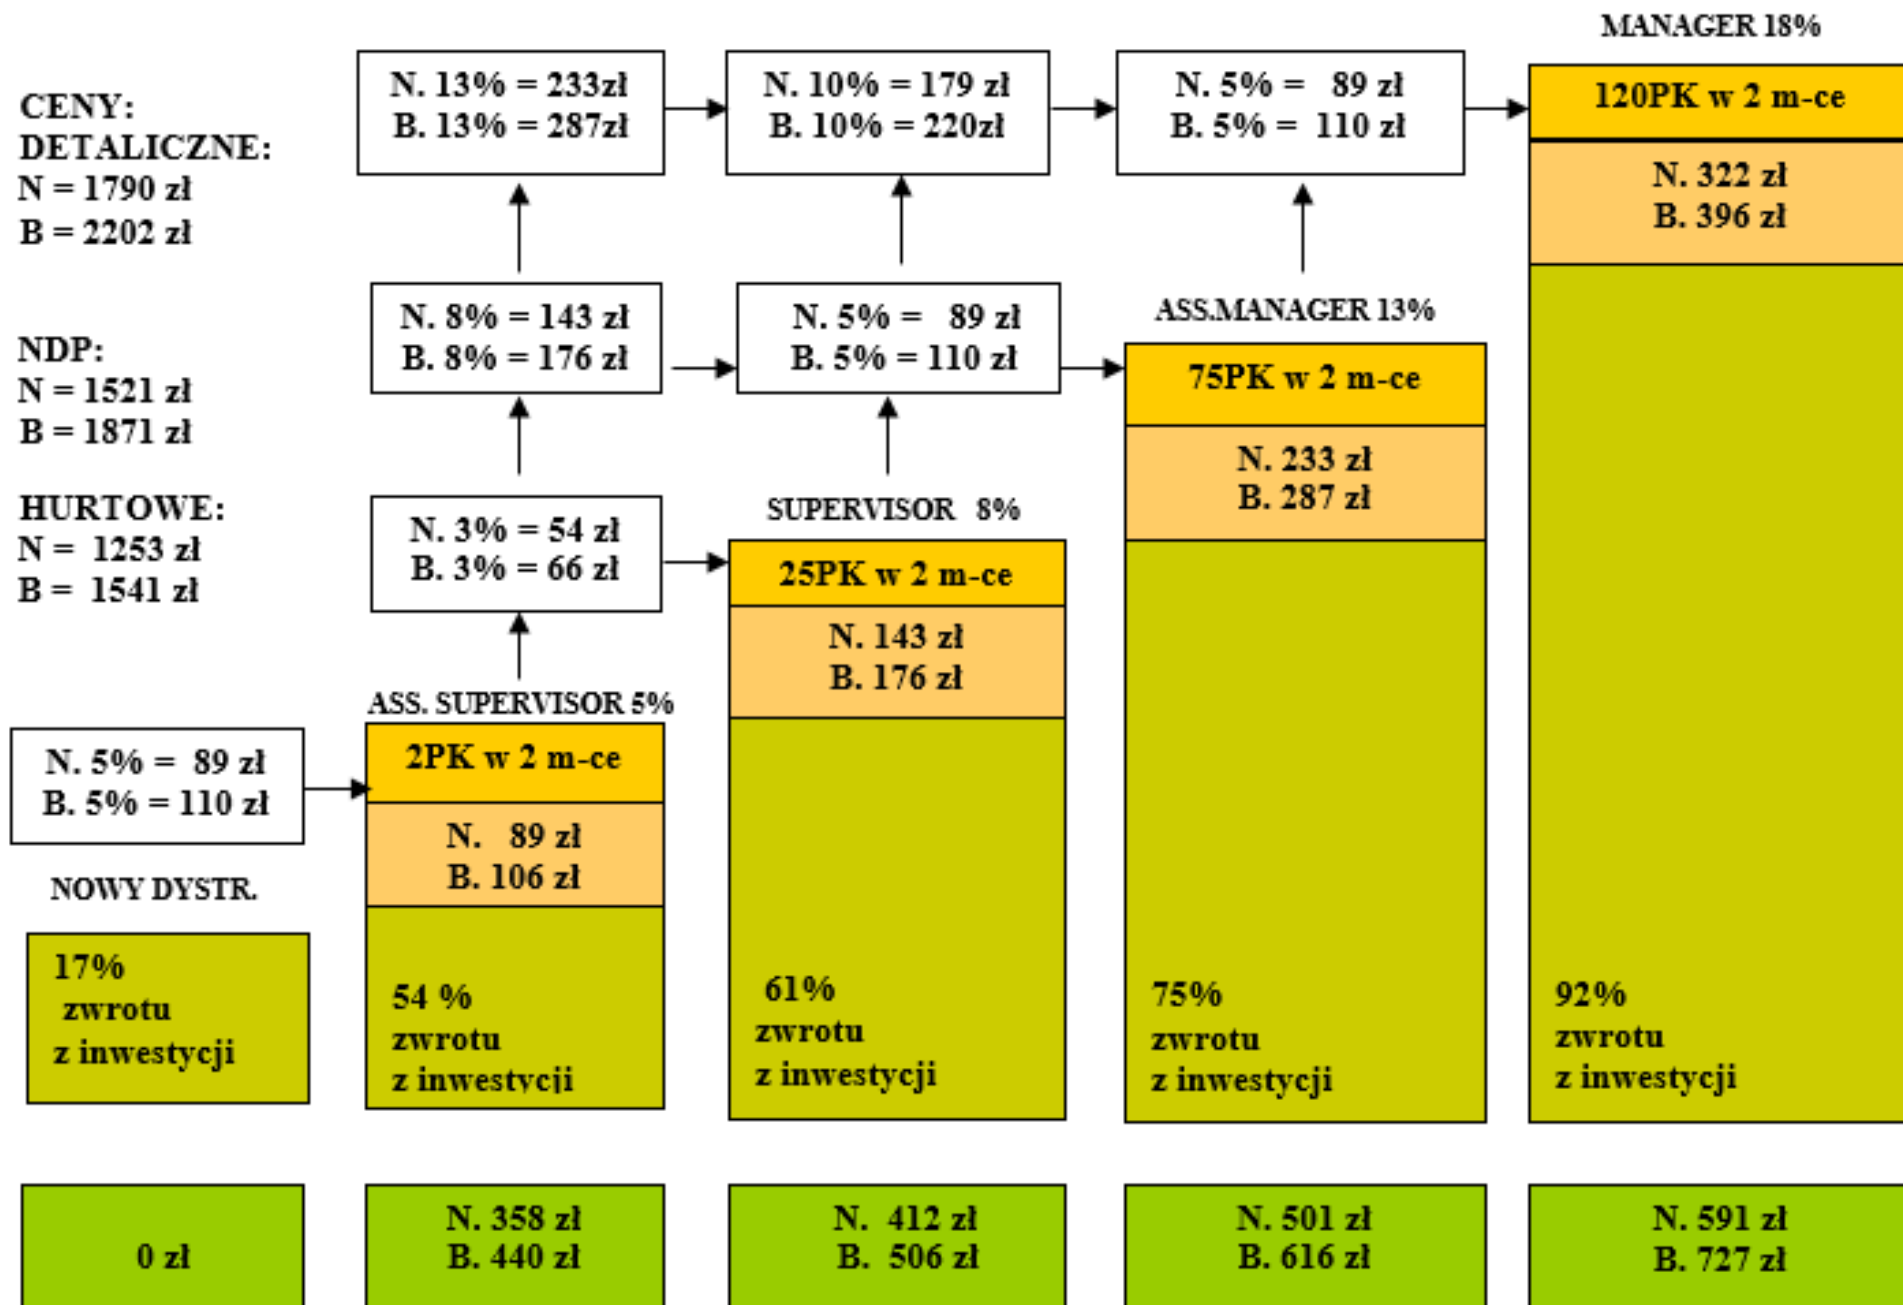 MANAGER 18%
CENY:
DETALICZNE:
N = 1790 zł
B = 2202 zł
N. 13% = 233zł
B. 13% = 287zł
N. 10% = 179 zł
B. 10% = 220zł
N. 5% = 89 zł
B. 5% = 110 zł
120PK w 2 m-ce
N. 322 zł
B. 396 zł
NDP:
N = 1521 zł
B = 1871 zł
N. 8% = 143 zł
B. 8% = 176 zł
N. 5% = 89 zł
B. 5% = 110 zł
ASS.MANAGER 13%
75PK w 2 m-ce
N. 233 zł
B. 287 zł
HURTOWE:
N = 1253 zł
B = 1541 zł
N. 3% = 54 zł
B. 3% = 66 zł
SUPERVISOR 8%
25PK w 2 m-ce
N. 143 zł
B. 176 zł
N. 5% = 89 zł
B. 5% = 110 zł
ASS. SUPERVISOR 5%
2PK w 2 m-ce
N. 89 zł
B. 106 zł
NOWY DYSTR.
17%
zwrotu
z inwestycji
54 %
zwrotu
z inwestycji
61%
zwrotu
z inwestycji
75%
zwrotu
z inwestycji
92%
zwrotu
z inwestycji
0 zł
N. 358 zł
B. 440 zł
N. 412 zł
B. 506 zł
N. 501 zł
B. 616 zł
N. 591 zł
B. 727 zł